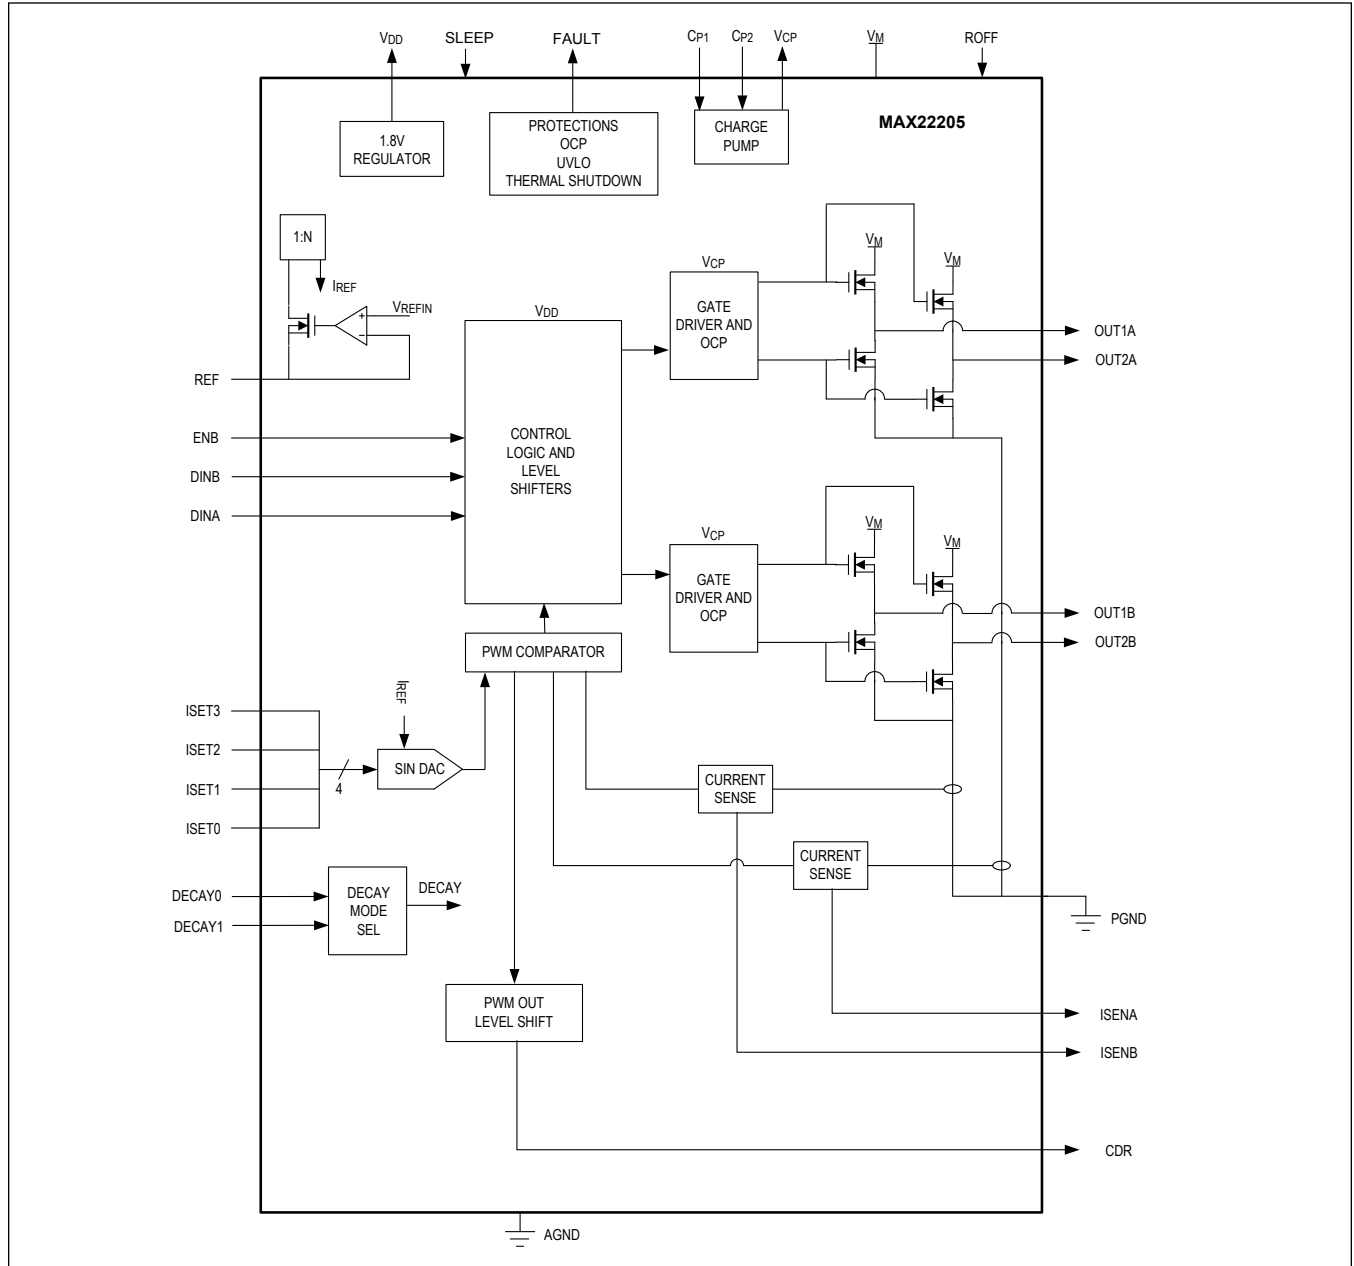 VDD
SLEEP
FAULT
CP1
CP2
VCP
VM
ROFF
MAX22205
1.8V
REGULATOR
PROTECTIONS
OCP
UVLO
THERMAL SHUTDOWN
CHARGE
PUMP
1:N
IREF
VREFIN
+
–
REF
VDD
CONTROL
LOGIC AND
LEVEL
SHIFTERS
VCP
GATE
DRIVER AND
OCP
VM
VM
OUT1A
OUT2A
ENB
DINB
DINA
VCP
GATE
DRIVER AND
OCP
VM
VM
OUT1B
OUT2B
PWM COMPARATOR
IREF
ISET3
ISET2
ISET1
ISET0
4
SIN DAC
CURRENT
SENSE
CURRENT
SENSE
DECAY0
DECAY1
DECAY
MODE
SEL
DECAY
PGND
PWM OUT
LEVEL SHIFT
ISENA
ISENB
CDR
AGND